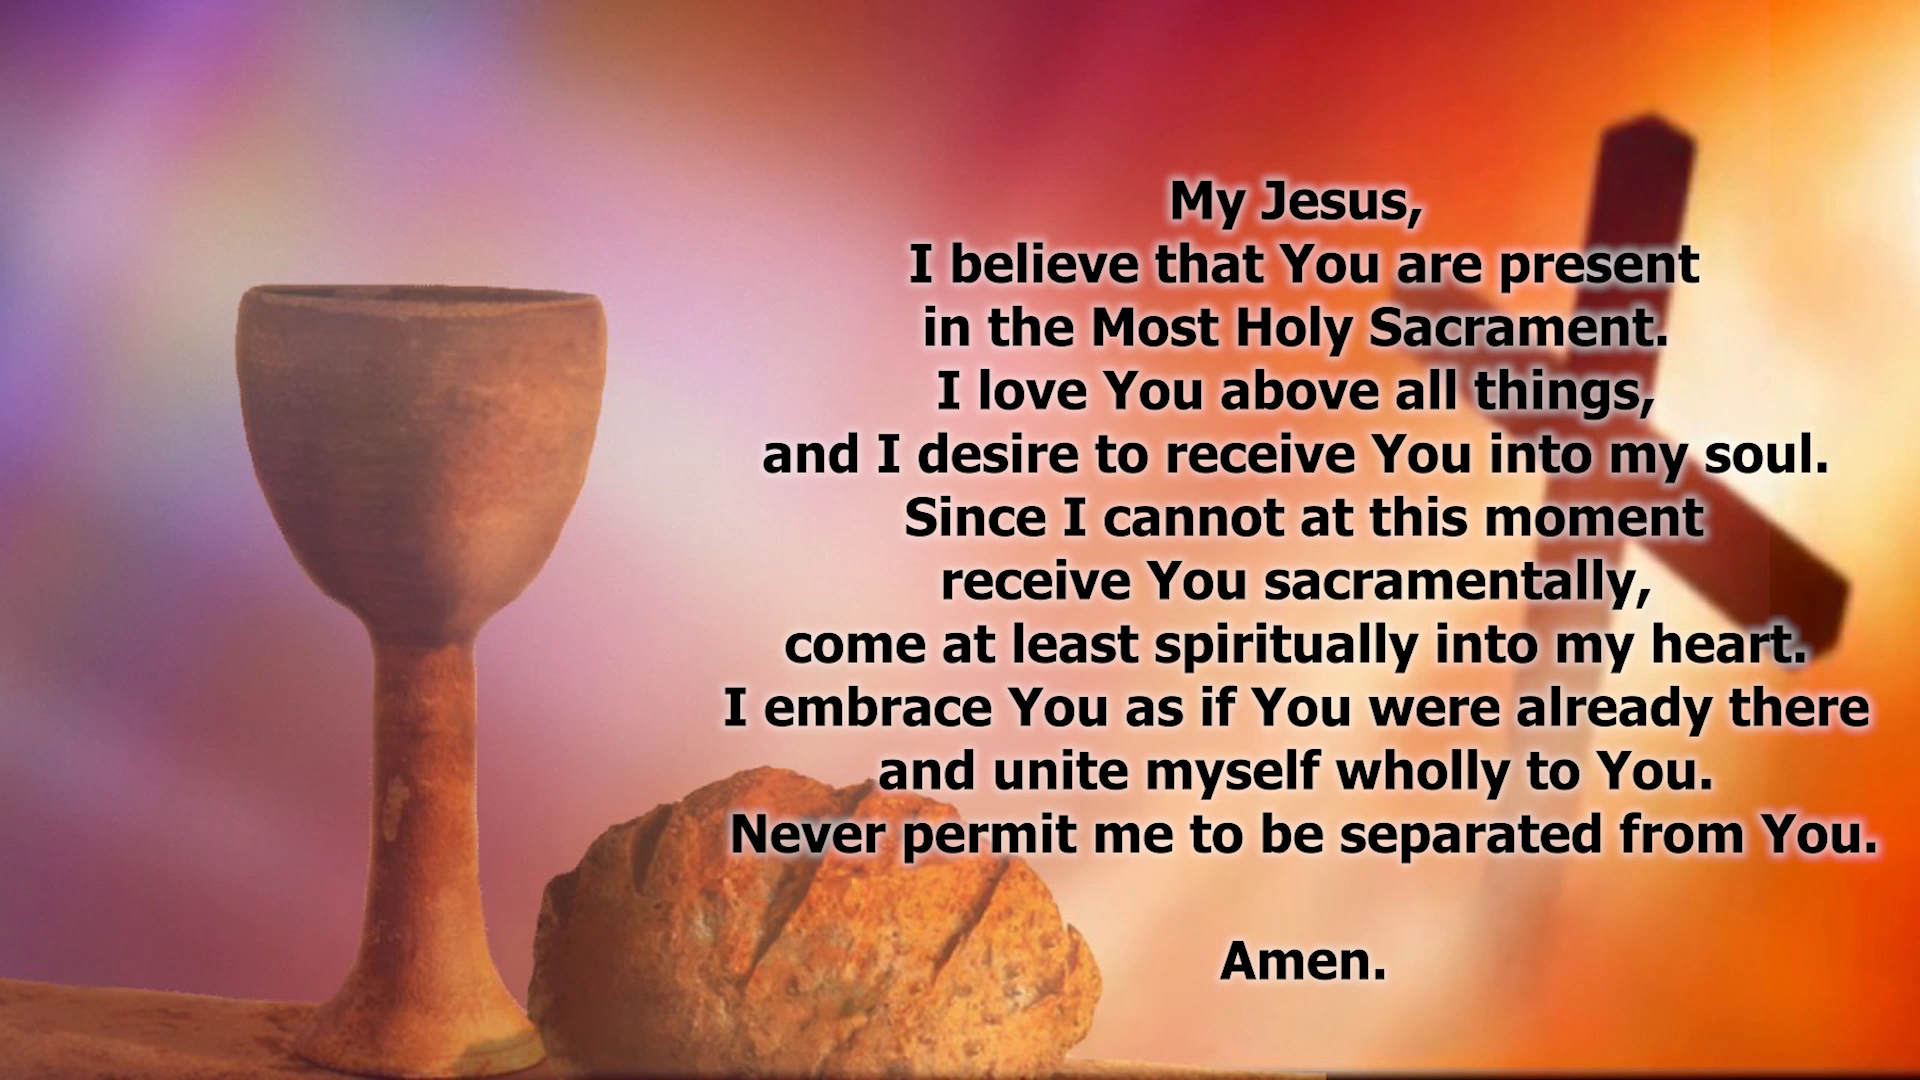 My Jesus,
I believe that You are present
in the Most Holy Sacrament.
I love You above all things,
and I desire to receive You into my soul.
Since I cannot at this moment
receive You sacramentally,
come at least spiritually into my heart.
I embrace You as if You were already there
and unite myself wholly to You.
Never permit me to be separated from You.
Amen.